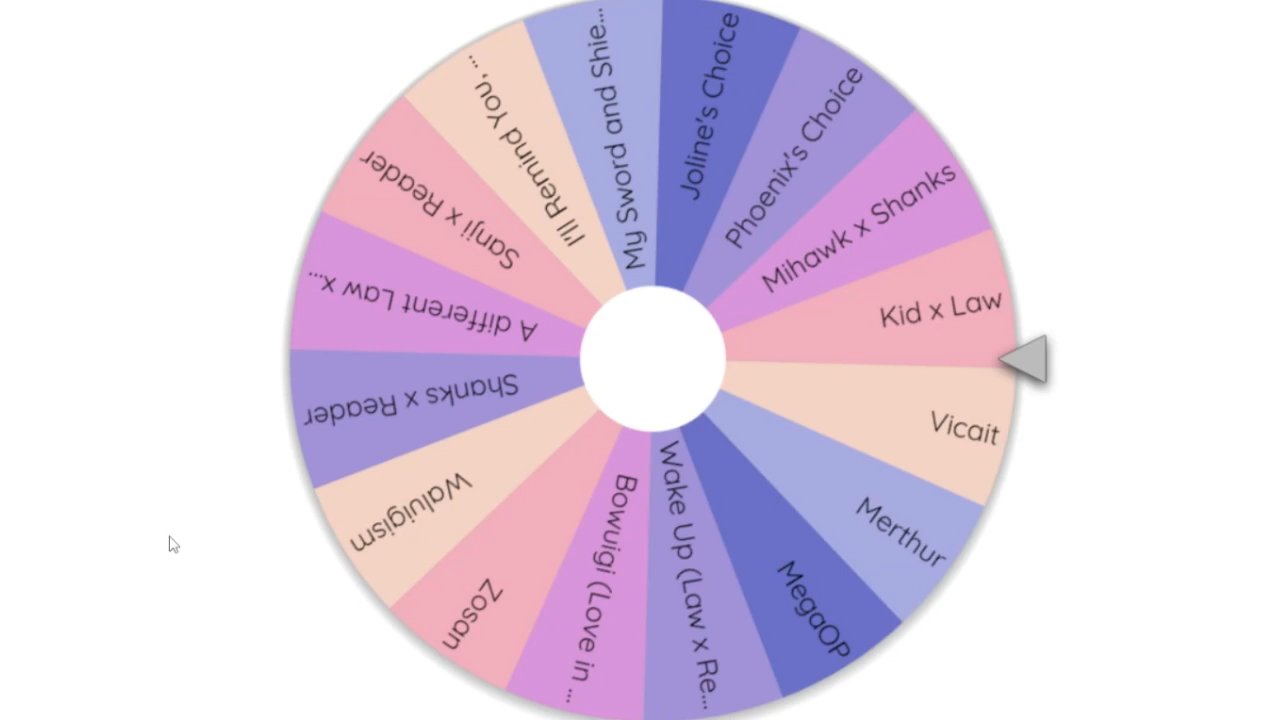 Joline's Choice
Phoenix's Choice
Mihawk x Shanks
Kid x Law
Vicait
Merthur
MegaOP
Wake Up (Law x Re...
Bowuigi (Love in ...
Zosan
Waluigism
Shanks x Reader
A different Law x...
Sanji x Reader
I'll Remind You, ...
My Sword and Shie...